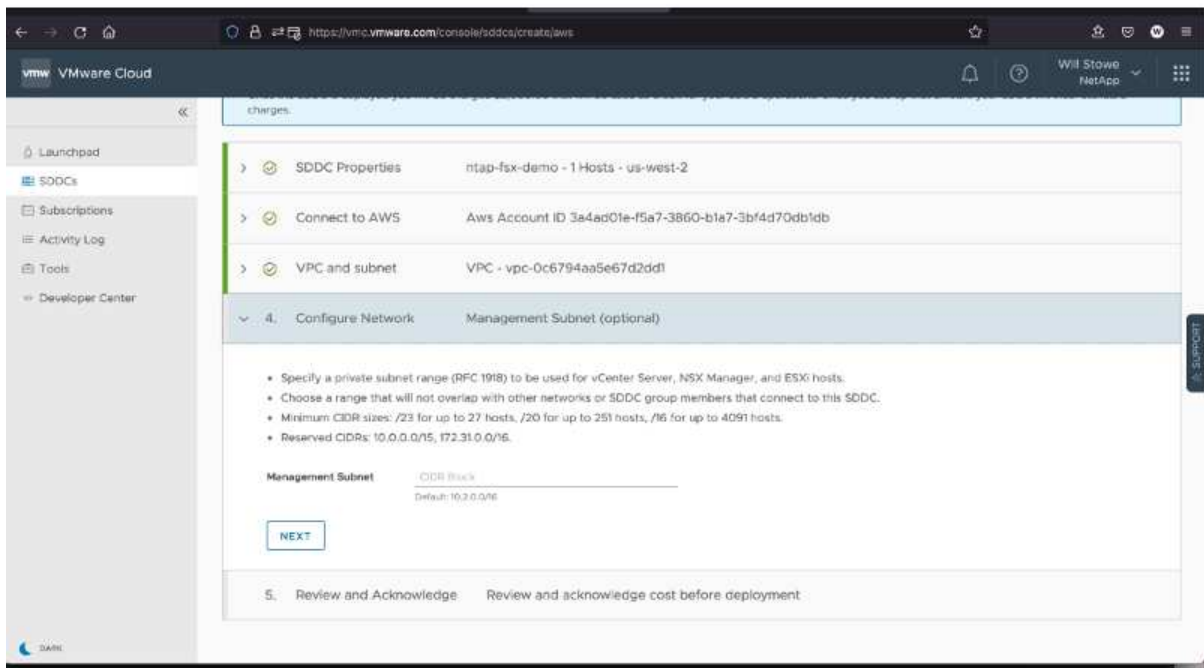 https://vmc.vmware.com/console/sddcs/create/aws
vmw VMware Cloud
Will Stowe
NetApp
charges.
Launchpad
SDDCs
Subscriptions
Activity Log
Tools
Developer Center
SDDC Properties ntap-fsx-demo - 1 Hosts - us-west-2
Connect to AWS Aws Account ID 3a4ad01e-f5a7-3860-b1a7-3bf4d70db1db
VPC and subnet VPC - vpc-0c6794aa5e67d2dd1
4. Configure Network Management Subnet (optional)
• Specify a private subnet range (RFC 1918) to be used for vCenter Server, NSX Manager, and ESXi hosts.
• Choose a range that will not overlap with other networks or SDDC group members that connect to this SDDC.
• Minimum CIDR sizes: /23 for up to 27 hosts, /20 for up to 251 hosts, /16 for up to 4091 hosts.
• Reserved CIDRs: 10.0.0.0/15, 172.31.0.0/16.
Management Subnet CIDR Block
Default: 10.2.0.0/16
NEXT
5. Review and Acknowledge Review and acknowledge cost before deployment
SUPPORT
DARK